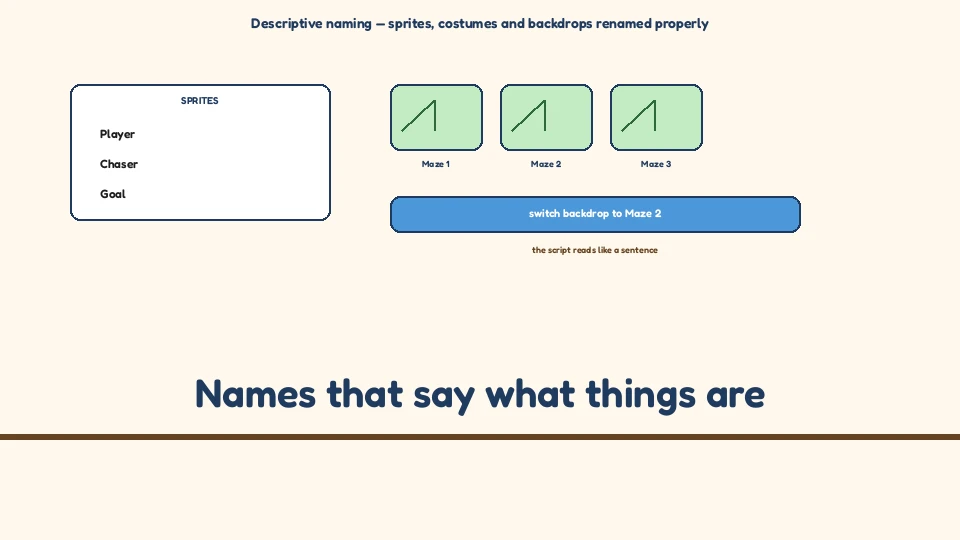 Descriptive naming — sprites, costumes and backdrops renamed properly
SPRITES
Player
Chaser
Goal
Maze 1
Maze 2
Maze 3
switch backdrop to Maze 2
the script reads like a sentence
Names that say what things are